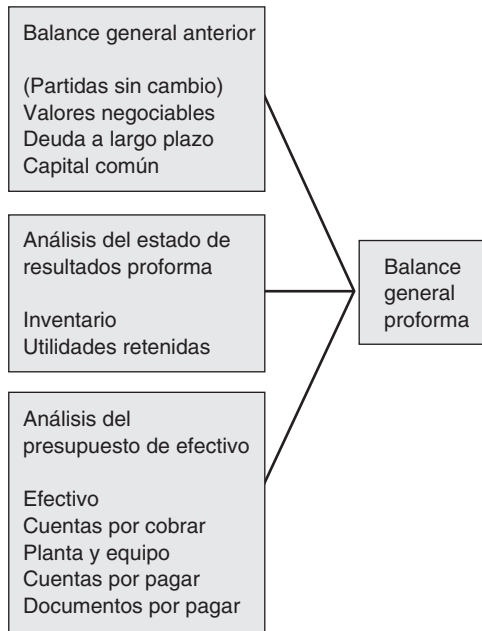 Balance general anterior
(Partidas sin cambio)
Valores negociables
Deuda a largo plazo
Capital común
Análisis del estado de
resultados proforma
Inventario
Utilidades retenidas
Análisis del
presupuesto de efectivo
Efectivo
Cuentas por cobrar
Planta y equipo
Cuentas por pagar
Documentos por pagar
Balance
general
proforma